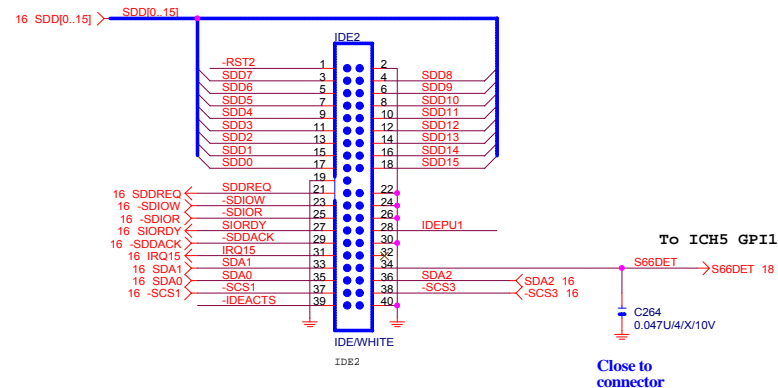 16 SDD[0..15] SDD[0..15]
IDE2
-RST2 1 2
SDD7 3 4 SDD8
SDD6 5 6 SDD9
SDD5 7 8 SDD10
SDD4 9 10 SDD11
SDD3 11 12 SDD12
SDD2 13 14 SDD13
SDD1 15 16 SDD14
SDD0 17 18 SDD15
19
16 SDDREQ SDDREQ 21 22
16 -SDIOW -SDIOW 23 24
16 -SDIOR -SDIOR 25 26
16 SIORDY SIORDY 27 28 IDEPU1
16 -SDDACK -SDDACK 29 30
16 IRQ15 IRQ15 31 32
16 SDA1 SDA1 33 34
16 SDA0 SDA0 35 36 SDA2 SDA2 16
16 -SCS1 -SCS1 37 38 -SCS3 -SCS3 16
-IDEACTS 39 40
To ICH5 GPI1
S66DET S66DET 18
C264
0.047U/4/X/10V
IDE/WHITE
IDE2
Close to
connector